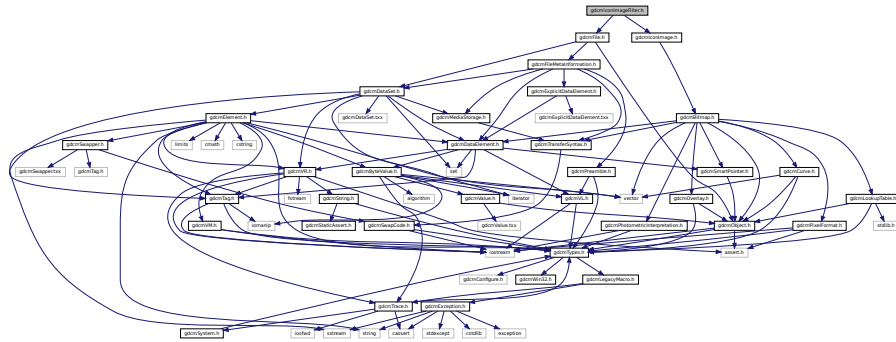 gdcmIconImageFilter.h
gdcmFile.h
gdcmIconImage.h
gdcmFileMetaInformation.h
gdcmDataSet.h
gdcmExplicitDataElement.h
gdcmElement.h
gdcmDataSet.txx
gdcmMediaStorage.h
gdcmExplicitDataElement.txx
gdcmBitmap.h
gdcmSwapper.h
limits
cmath
cstring
gdcmDataElement.h
gdcmTransferSyntax.h
gdcmSwapper.txx
gdcmTag.h
gdcmVR.h
gdcmByteValue.h
set
gdcmPreamble.h
gdcmSmartPointer.h
gdcmCurve.h
gdcmTag.h
fstream
gdcmString.h
algorithm
gdcmValue.h
iterator
gdcmVL.h
vector
gdcmOverlay.h
gdcmLookupTable.h
gdcmVM.h
iomanip
gdcmStaticAssert.h
gdcmSwapCode.h
gdcmValue.txx
gdcmPhotometricInterpretation.h
gdcmObject.h
gdcmPixelFormat.h
stdlib.h
iostream
gdcmTypes.h
assert.h
gdcmConfigure.h
gdcmWin32.h
gdcmLegacyMacro.h
gdcmTrace.h
gdcmException.h
gdcmSystem.h
iosfwd
sstream
string
cassert
stdexcept
cstdlib
exception